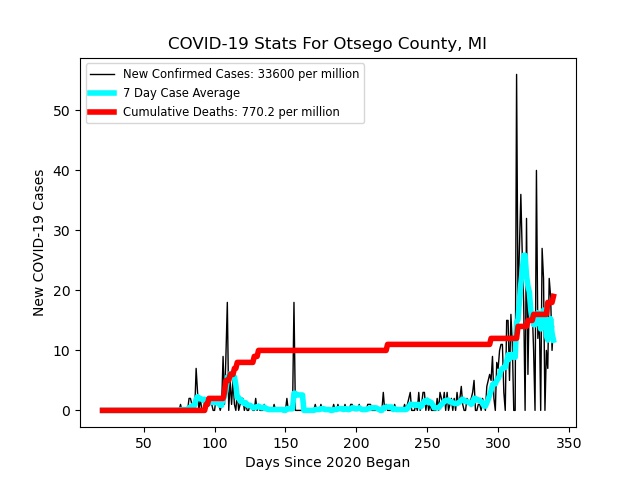 COVID-19 Stats For Otsego County, MI
New Confirmed Cases: 33600 per million
7 Day Case Average
Cumulative Deaths: 770.2 per million
New COVID-19 Cases
50
40
30
20
10
0
50 100 150 200 250 300 350
Days Since 2020 Began